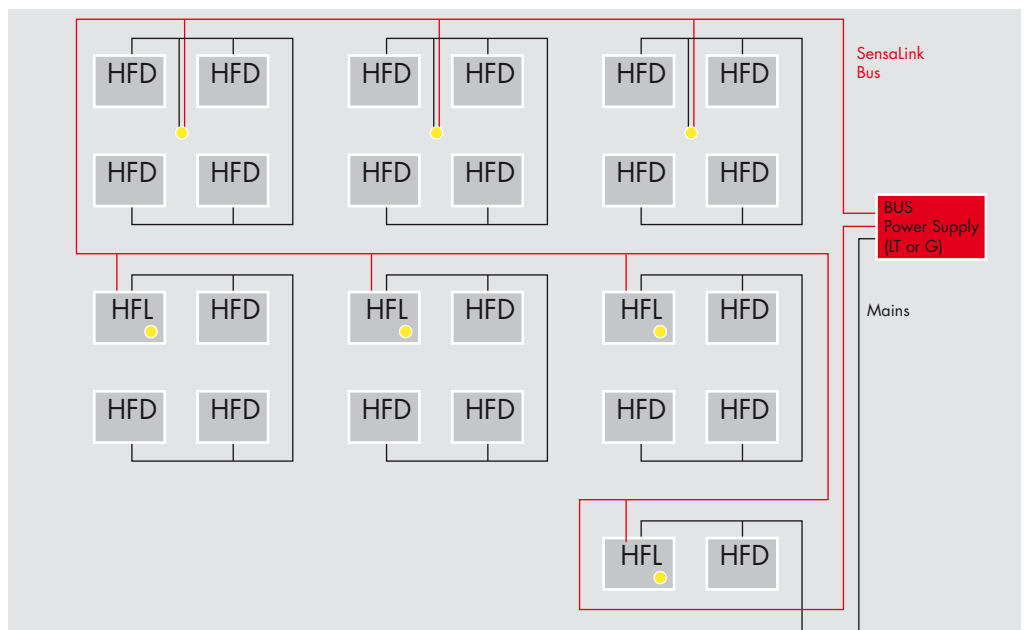 SensaLink
Bus
HFD HFD HFD HFD HFD HFD
HFD HFD HFD HFD HFD HFD
BUS
Power Supply
(LT or G)
Mains
HFL HFD HFL HFD HFL HFD
HFD HFD HFD HFD HFD HFD
HFL HFD